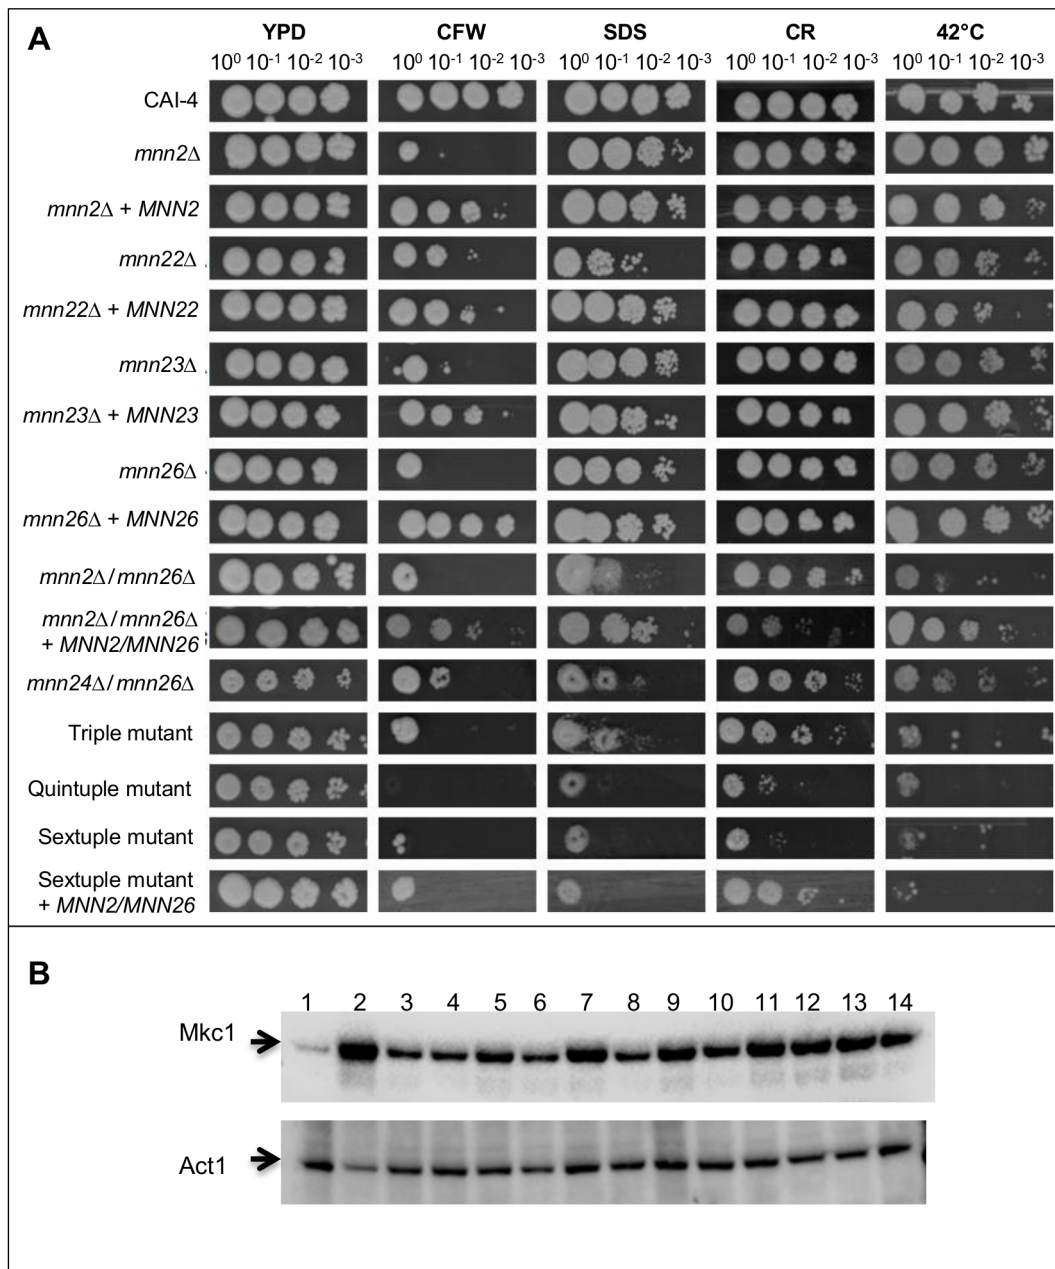 A
YPD CFW SDS CR 42°C
10⁰ 10⁻¹ 10⁻² 10⁻³ 10⁰ 10⁻¹ 10⁻² 10⁻³ 10⁰ 10⁻¹ 10⁻² 10⁻³ 10⁰ 10⁻¹ 10⁻² 10⁻³ 10⁰ 10⁻¹ 10⁻² 10⁻³
CAI-4
mnn2Δ
mnn2Δ + MNN2
mnn22Δ
mnn22Δ + MNN22
mnn23Δ
mnn23Δ + MNN23
mnn26Δ
mnn26Δ + MNN26
mnn2Δ/mnn26Δ
mnn2Δ/mnn26Δ
+ MNN2/MNN26
mnn24Δ/mnn26Δ
Triple mutant
Quintuple mutant
Sextuple mutant
Sextuple mutant
+ MNN2/MNN26
B
1 2 3 4 5 6 7 8 9 10 11 12 13 14
Mkc1
Act1